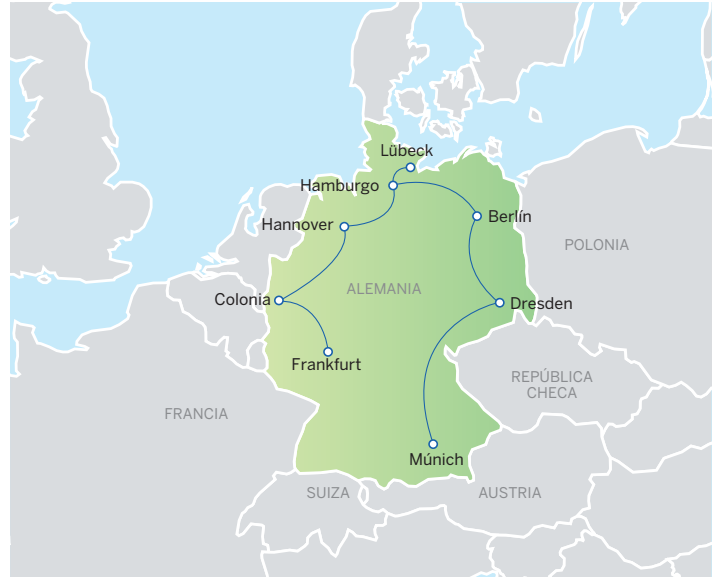 Lübeck
Hamburgo
Hannover
Berlín
POLONIA
ALEMANIA
Colonia
Dresden
Frankfurt
REPÚBLICA
CHECA
FRANCIA
Múnich
SUIZA
AUSTRIA